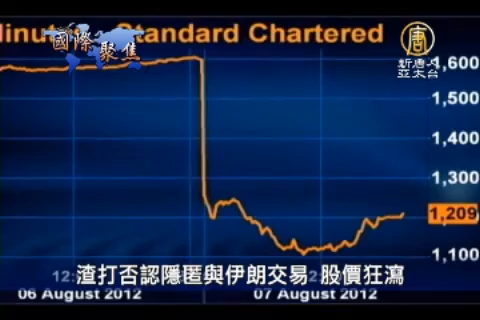 Minute - Standard Chartered
國際
聚焦
唐
新唐人
亞太台
1,600
1,500
1,400
1,300
1,209
1,100
渣打否認隱匿與伊朗交易 股價狂瀉
06 August 2012
07 August 2012